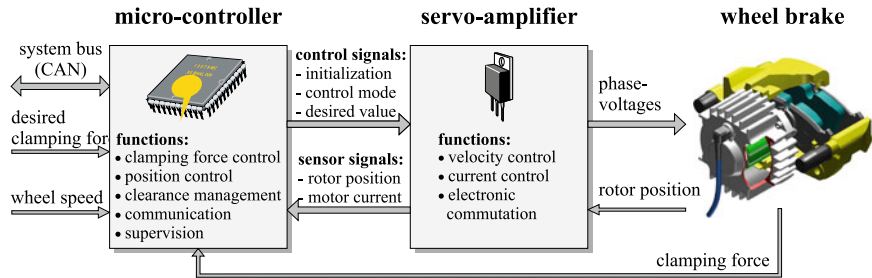 micro-controller
servo-amplifier
wheel brake
system bus
(CAN)
desired
clamping for
wheel speed
functions:
• clamping force control
• position control
• clearance management
• communication
• supervision
control signals:
- initialization
- control mode
- desired value
sensor signals:
- rotor position
- motor current
functions:
• velocity control
• current control
• electronic
commutation
phase-
voltages
rotor position
clamping force